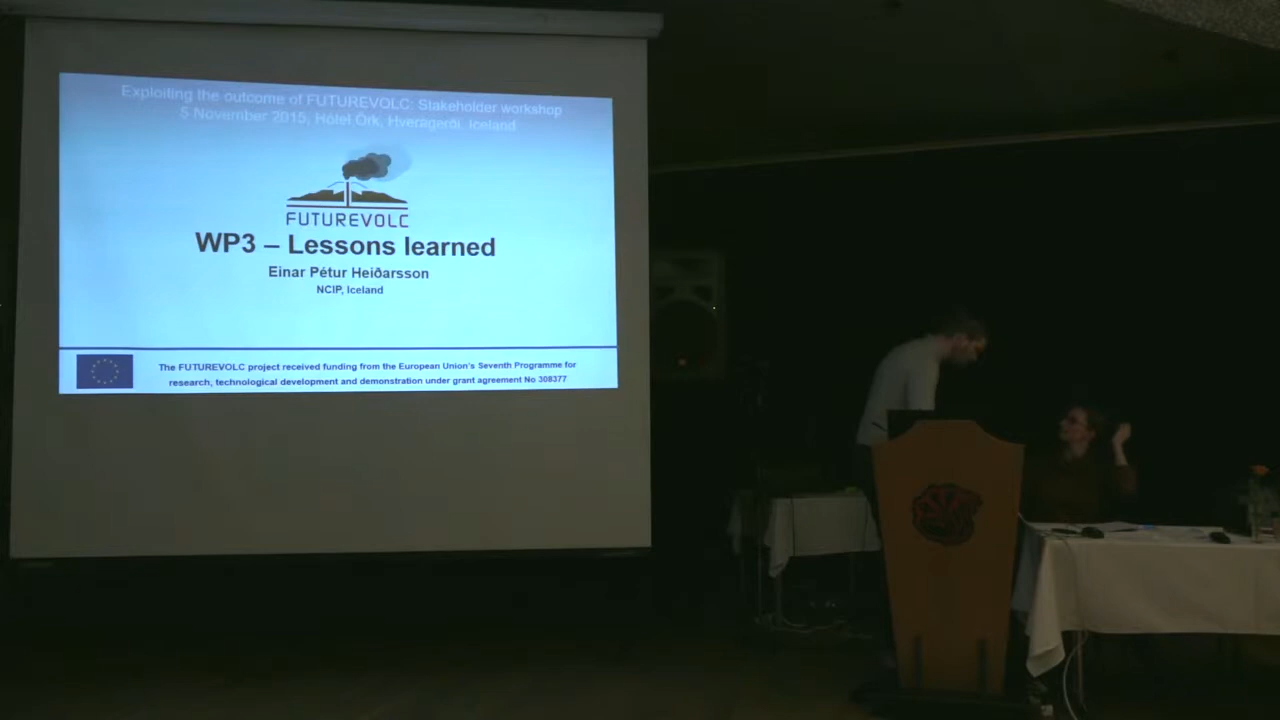 Exploiting the outcome of FUTUREVOLC: Stakeholder workshop
5 November 2015, Hótel Örk, Hveragerði, Iceland
FUTUREVOLC
WP3 – Lessons learned
Einar Pétur Heiðarsson
NCIP, Iceland
The FUTUREVOLC project received funding from the European Union's Seventh Programme for
research, technological development and demonstration under grant agreement No 308377